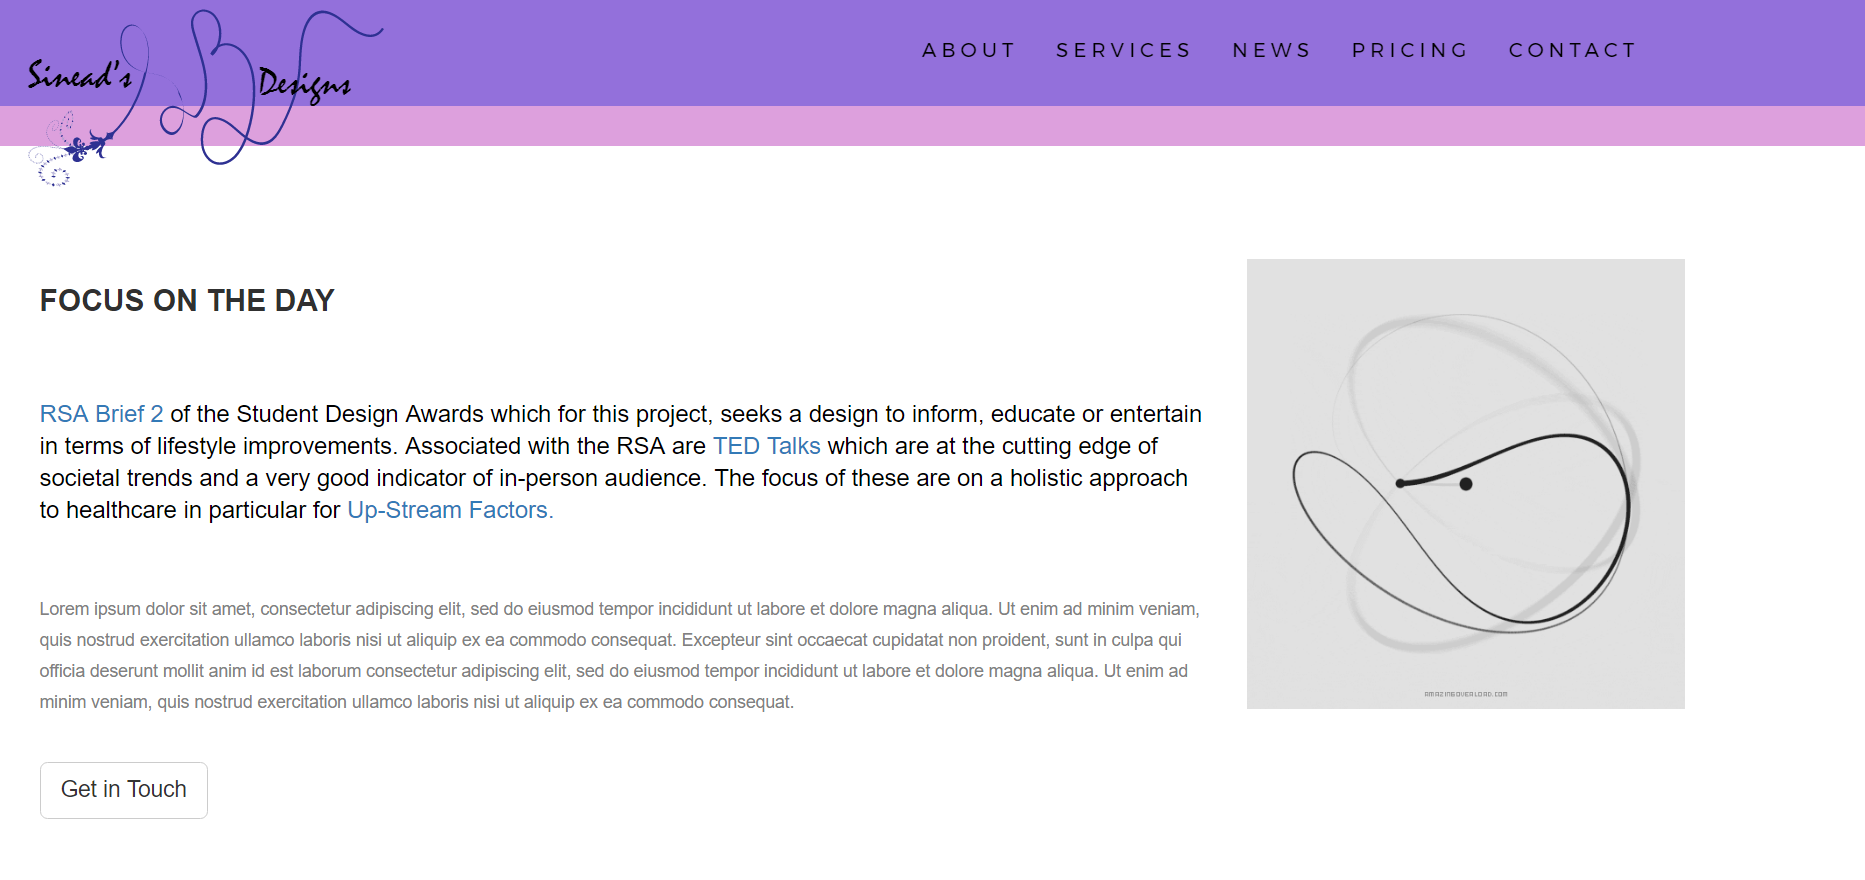 Sinead's Designs
ABOUT SERVICES NEWS PRICING CONTACT
FOCUS ON THE DAY
RSA Brief 2 of the Student Design Awards which for this project, seeks a design to inform, educate or entertain
in terms of lifestyle improvements. Associated with the RSA are TED Talks which are at the cutting edge of
societal trends and a very good indicator of in-person audience. The focus of these are on a holistic approach
to healthcare in particular for Up-Stream Factors.
Lorem ipsum dolor sit amet, consectetur adipiscing elit, sed do eiusmod tempor incididunt ut labore et dolore magna aliqua. Ut enim ad minim veniam,
quis nostrud exercitation ullamco laboris nisi ut aliquip ex ea commodo consequat. Excepteur sint occaecat cupidatat non proident, sunt in culpa qui
officia deserunt mollit anim id est laborum consectetur adipiscing elit, sed do eiusmod tempor incididunt ut labore et dolore magna aliqua. Ut enim ad
minim veniam, quis nostrud exercitation ullamco laboris nisi ut aliquip ex ea commodo consequat.
AMAZINGOVERLOAD.COM
Get in Touch